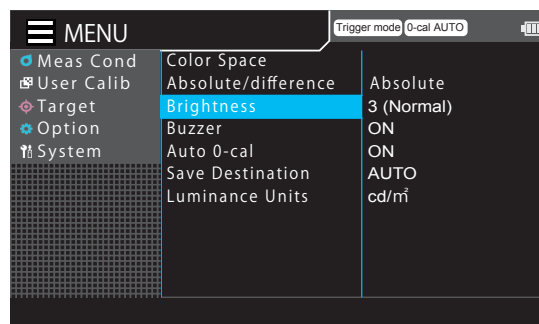 MENU
Trigger mode 0-cal AUTO
Meas Cond
User Calib
Target
Option
System
Color Space
Absolute/difference Absolute
Brightness 3 (Normal)
Buzzer ON
Auto 0-cal ON
Save Destination AUTO
Luminance Units cd/㎡